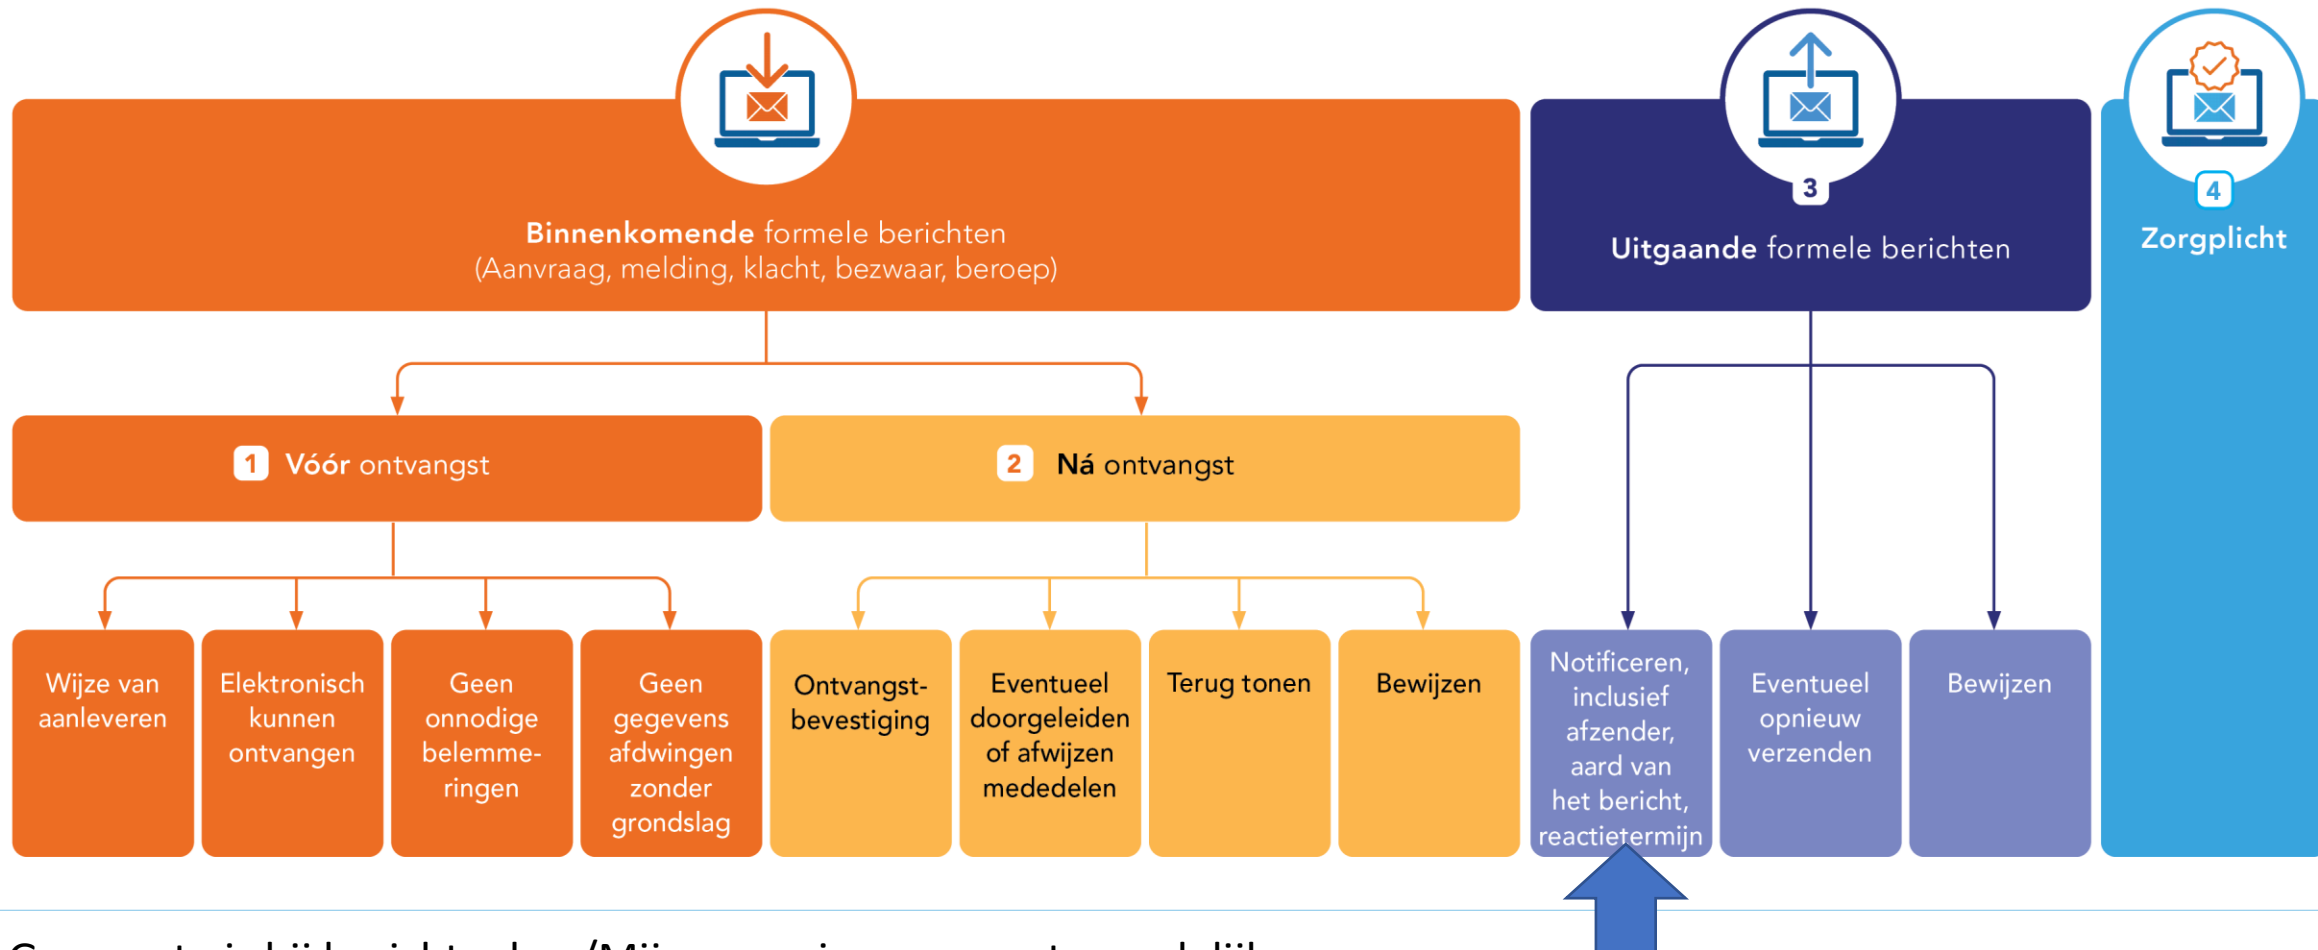 Binnenkomende formele berichten
(Aanvraag, melding, klacht, bezwaar, beroep)
3
Uitgaande formele berichten
4
Zorgplicht
1 Vóór ontvangst
2 Ná ontvangst
Wijze van
aanleveren
Elektronisch
kunnen
ontvangen
Geen
onnodige
belemme-
ringen
Geen
gegevens
afdwingen
zonder
grondslag
Ontvangst-
bevestiging
Eventueel
doorgeleiden
of afwijzen
mededelen
Terug tonen
Bewijzen
Notificeren,
inclusief
afzender,
aard van
het bericht,
reactietermijn
Eventueel
opnieuw
verzenden
Bewijzen